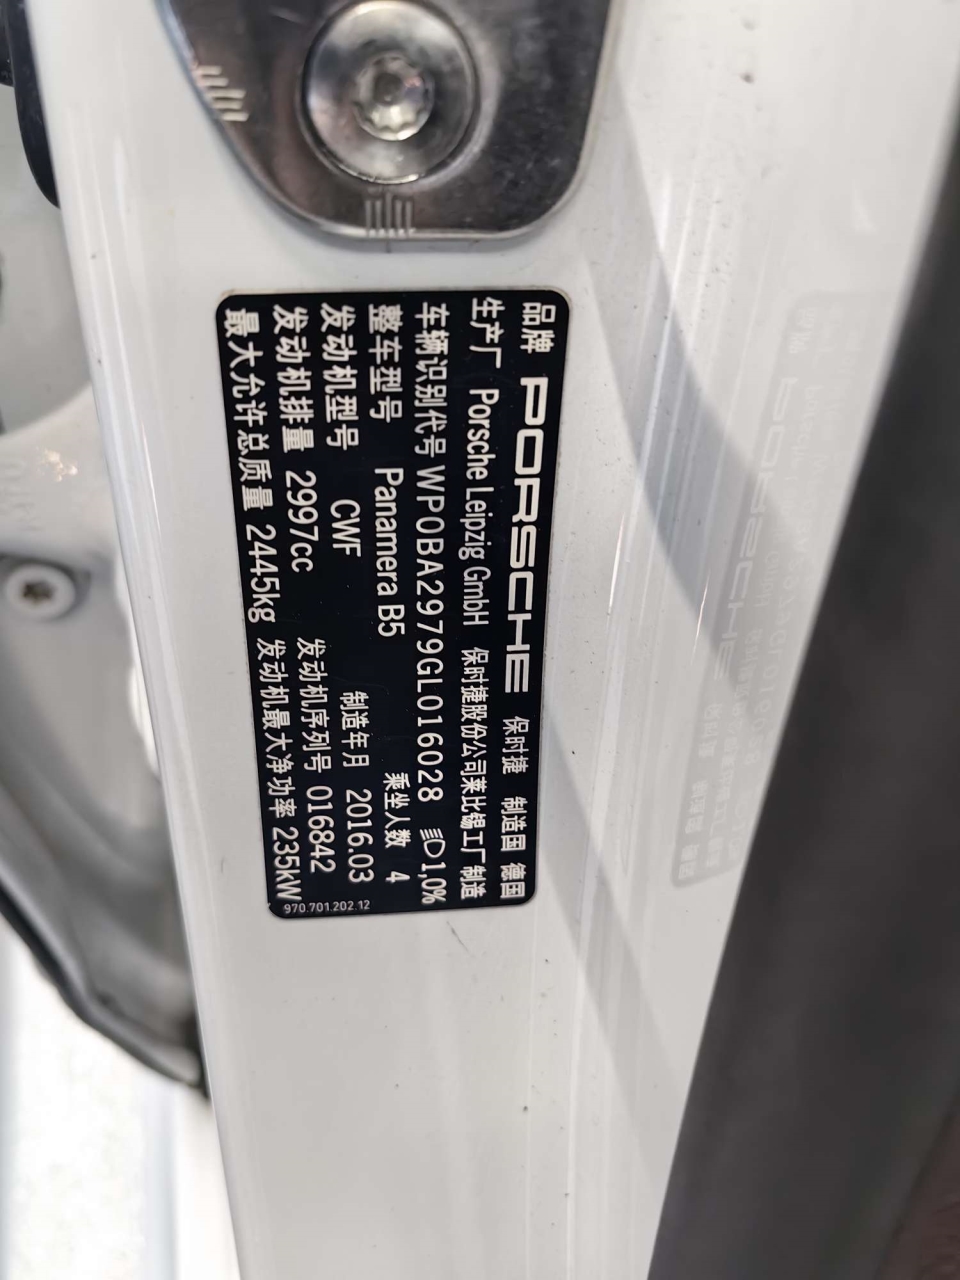 品牌 PORSCHE 保时捷 制造国 德国
生产厂 Porsche Leipzig GmbH 保时捷股份公司莱比锡工厂制造
车辆识别代号 WP0BA2979GL016028 1,0%
整车型号 Panamera B5 乘坐人数 4
发动机型号 CWF 制造年月 2016.03
发动机排量 2997cc 发动机序列号 016842
最大允许总质量 2445kg 发动机最大净功率 235kW
970.701.202.12